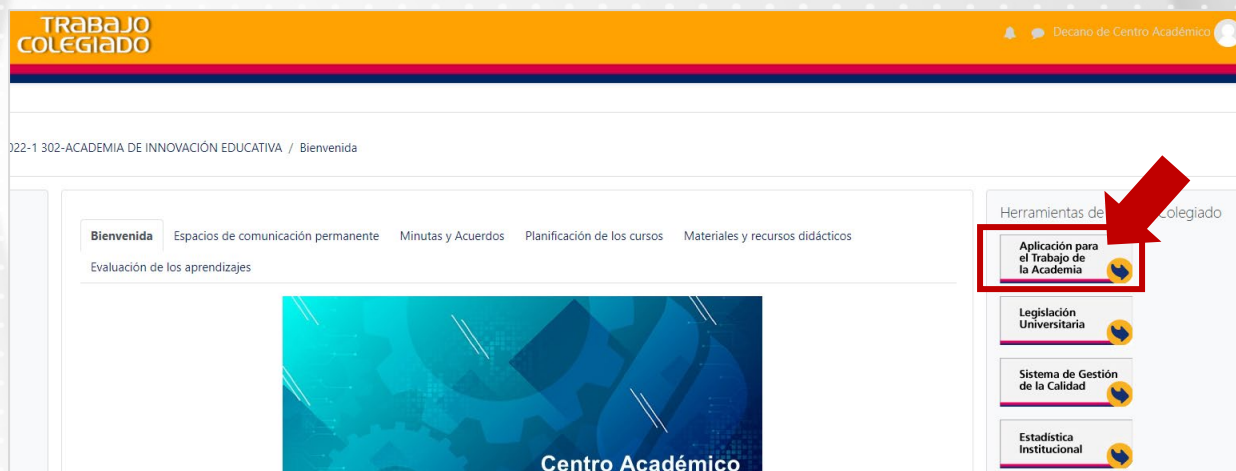 TRABAJO
COLEGIADO
Decano de Centro Académico
022-1 302-ACADEMIA DE INNOVACIÓN EDUCATIVA / Bienvenida
Bienvenida Espacios de comunicación permanente Minutas y Acuerdos Planificación de los cursos Materiales y recursos didácticos
Evaluación de los aprendizajes
Centro Académico
Herramientas de Colegiado
Aplicación para
el Trabajo de
la Academia
Legislación
Universitaria
Sistema de Gestión
de la Calidad
Estadística
Institucional